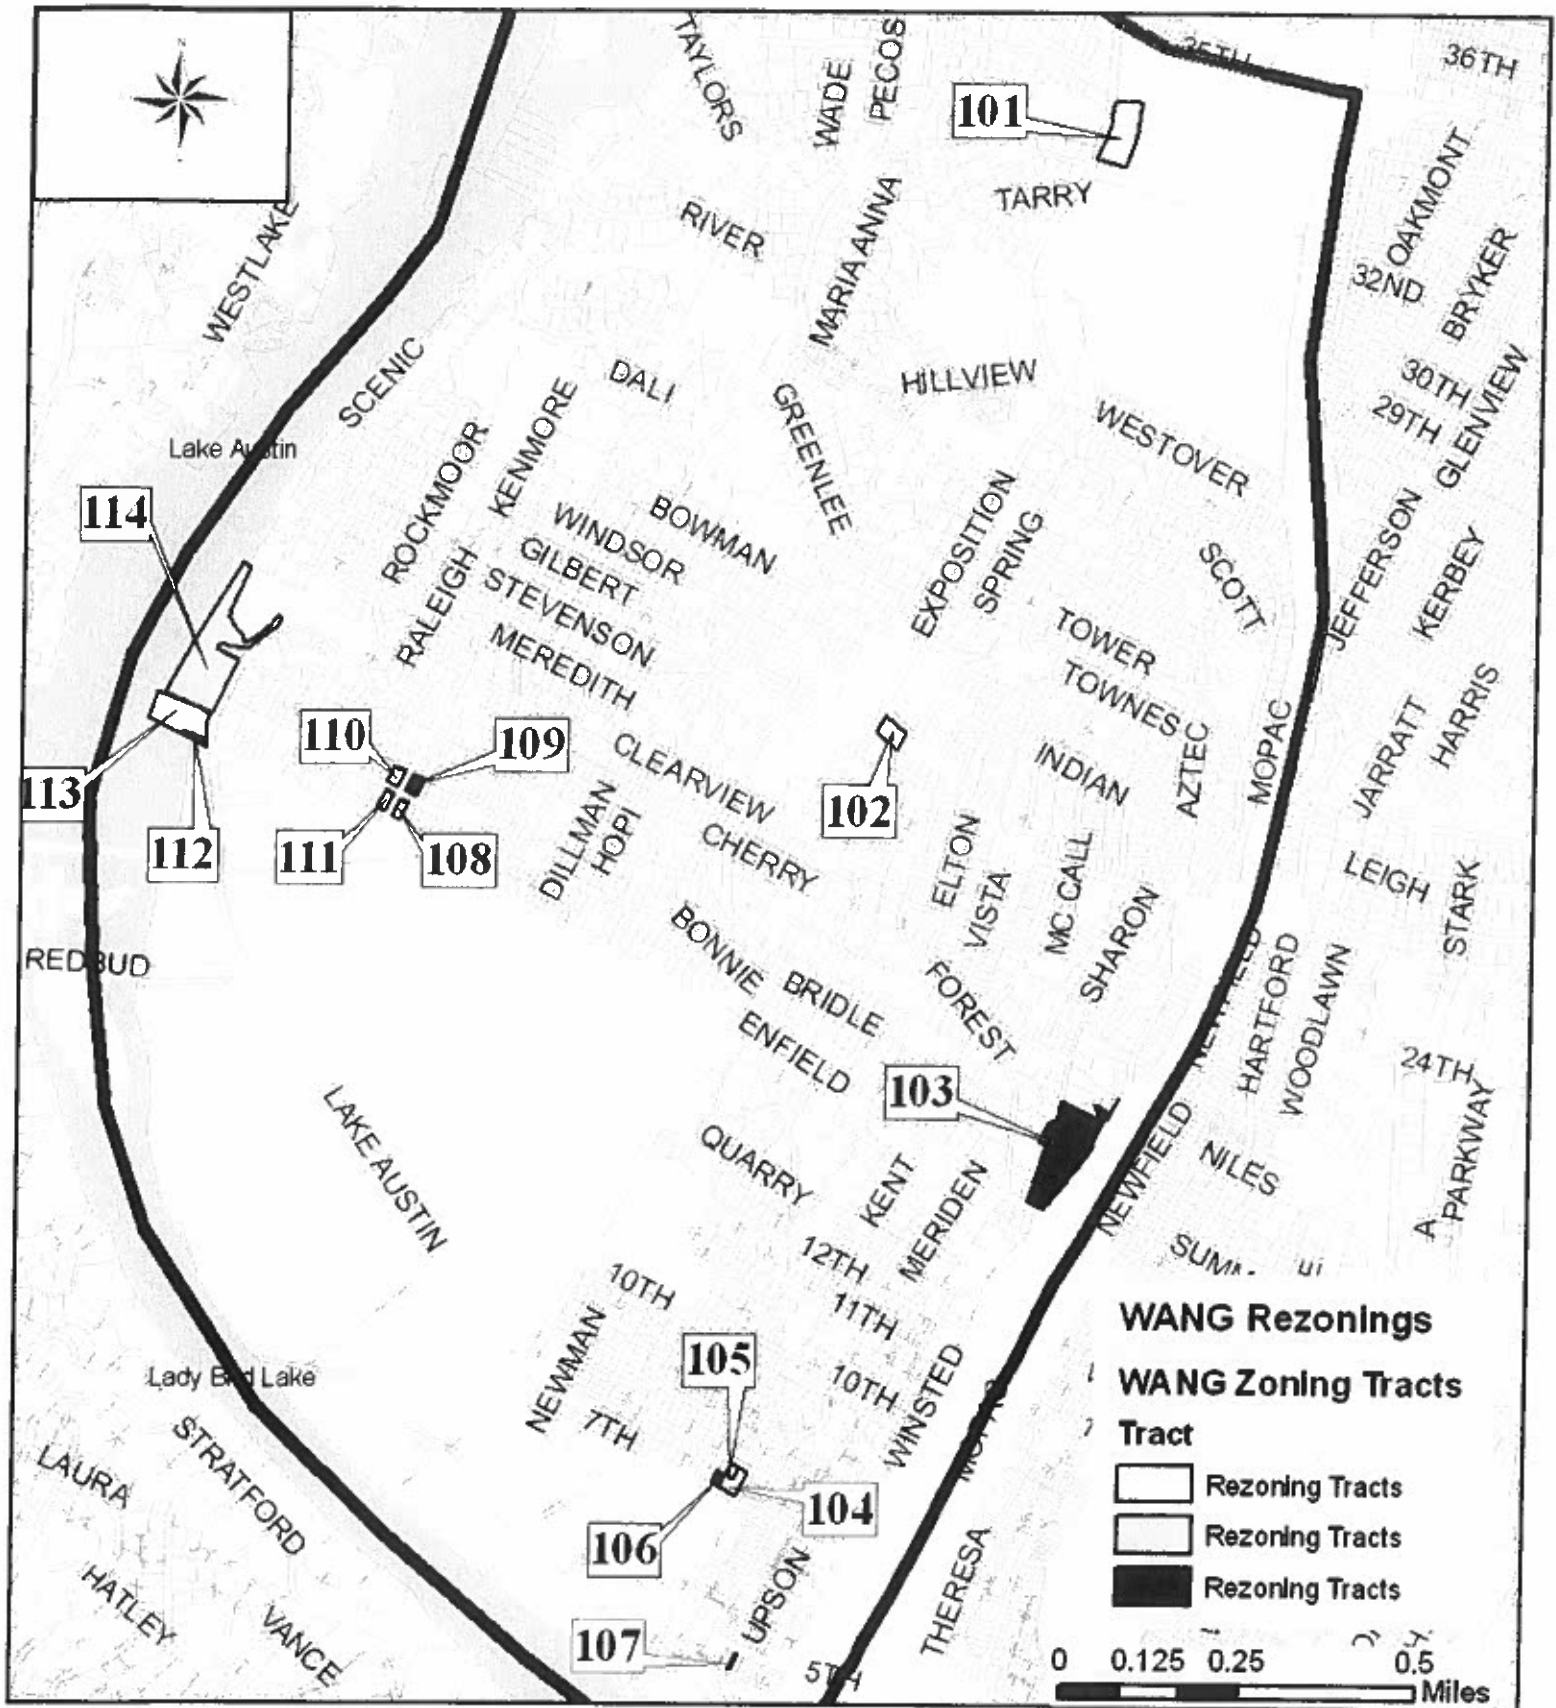 N
TAYLORS
WADE
PECOS
35TH
36TH
101
TARRY
OAKMONT
WESTLAKE
RIVER
MARIA ANNA
32ND
BRYKER
SCENIC
DALI
HILLVIEW
30TH
29TH
GLENVIEW
KENMORE
GREENLEE
WESTOVER
Lake Austin
ROCKMOOR
114
WINDSOR
BOWMAN
EXPOSITION
SPRING
JEFFERSON
GILBERT
SCOTT
KERBEY
STEVENSON
RALEIGH
MEREDITH
TOWER
TOWNES
HARRIS
110
109
CLEARVIEW
INDIAN
AZTEC
MOPAC
JARRATT
113
102
112
111
108
DILLMAN
HOPI
CHERRY
ELTON
VISTA
MC CALL
LEIGH
STARK
SHARON
REDBUD
BONNIE
BRIDLE
FOREST
NEWFIELD
HARTFORD
WOODLAWN
ENFIELD
24TH
103
LAKE AUSTIN
QUARRY
KENT
MERIDEN
NEWFIELD
NILES
PARKWAY
A
12TH
10TH
11TH
NEWMAN
105
10TH
WINSTED
MOPAC
Lady Bird Lake
7TH
STRATFORD
LAURA
104
106
HATLEY
VANCE
UPSON
THERESA
107
5TH
WANG Rezonings
WANG Zoning Tracts
Tract
Rezoning Tracts
Rezoning Tracts
Rezoning Tracts
0 0.125 0.25 0.5
Miles